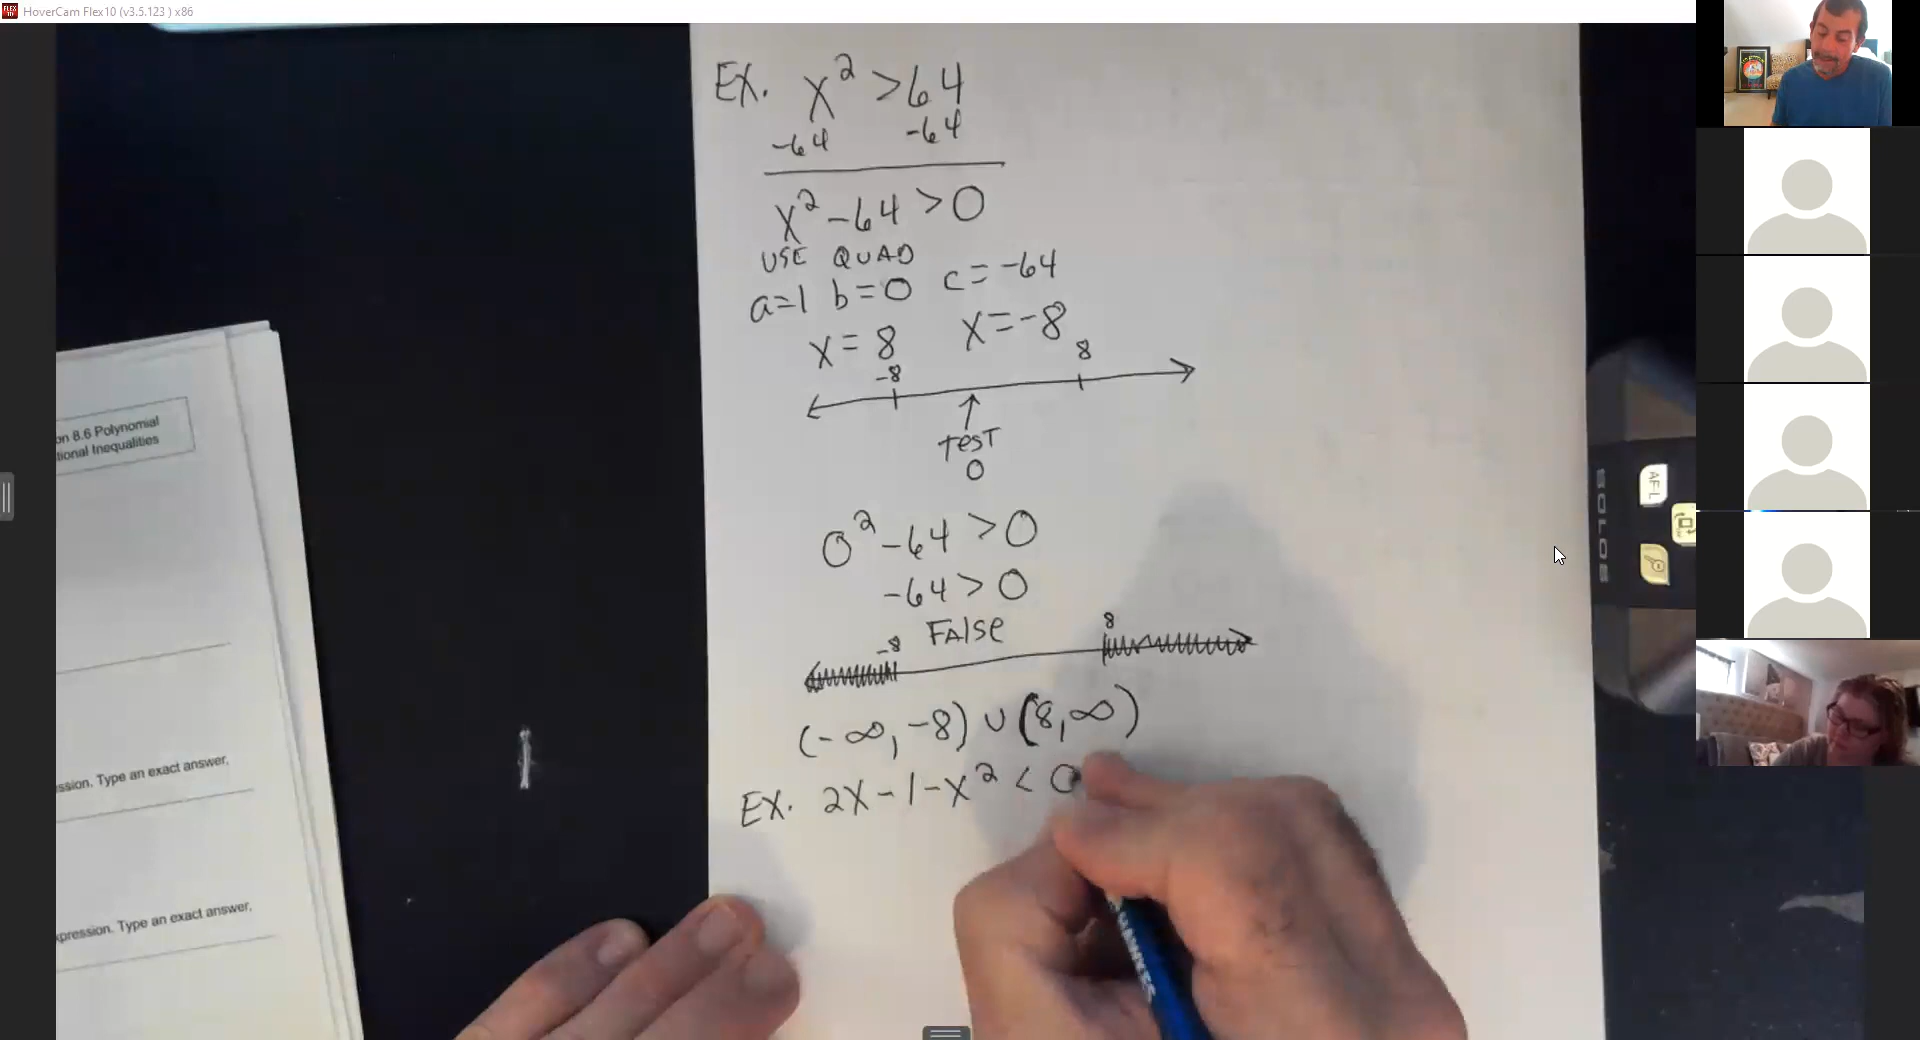 HoverCam Flex10 (v3.5.123 ) x86
EX. x² > 64
-64 -64
x² - 64 > 0
USE QUAD
a=1 b=0 c=-64
x=8 x=-8
-8 8
TEST
0
0² - 64 > 0
-64 > 0
FAlSe
-8 8
(-∞, -8) ∪ (8, ∞)
EX. 2x - 1 - x² < 0
on 8.6 Polynomial
tional Inequalities
ssion. Type an exact answer,
xpression. Type an exact answer,
SOLO8
AF-L